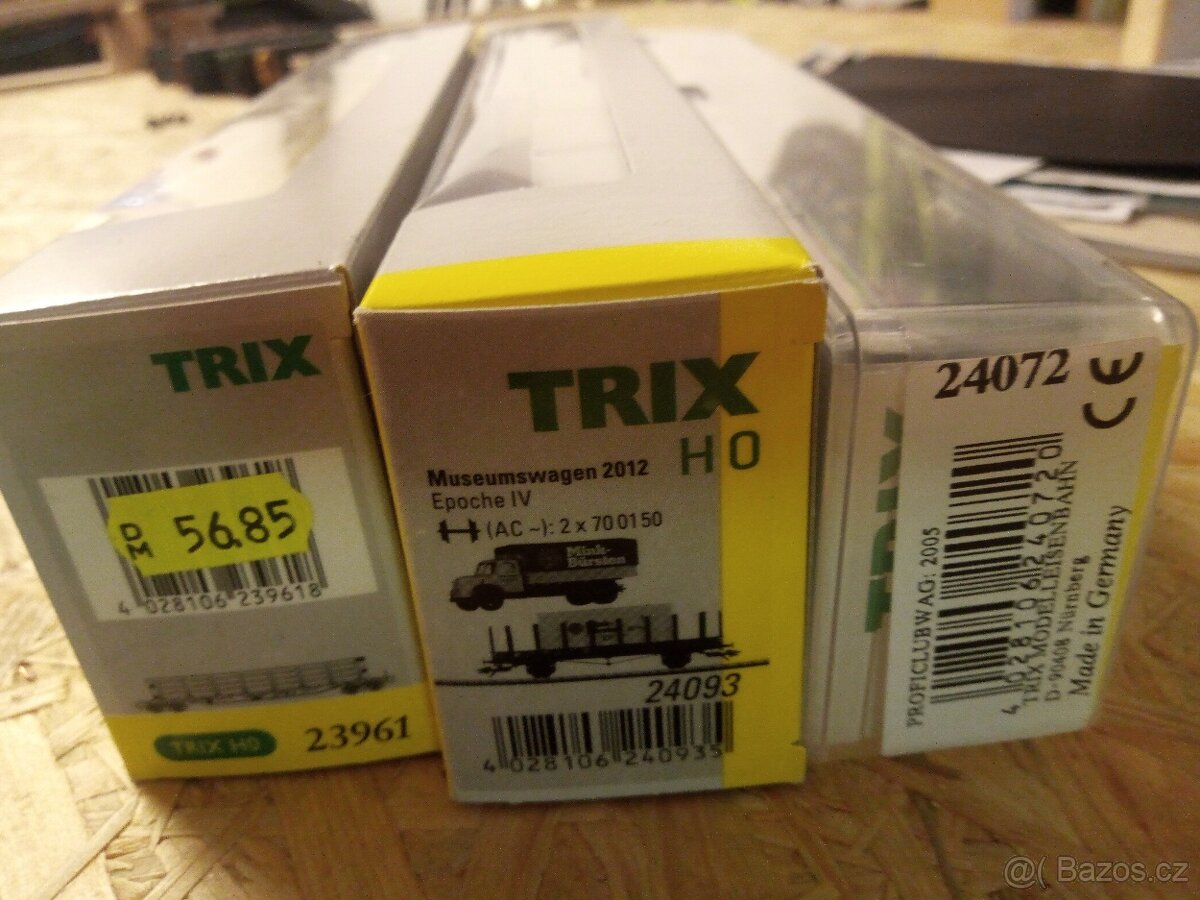 TRIX
DM 56,85
4 028106 239618
TRIX H0
23961
TRIX
H0
Museumswagen 2012
Epoche IV
(AC ~): 2 x 70 0150
Mink-
Bürsten
24093
4 028106 240935
TRIX
24072
CE
PROFICLUBWAG: 2005
4 028106 240720
TRIX MODELLEISENBAHN
D-90408 Nürnberg
Made in Germany
@( Bazos.cz